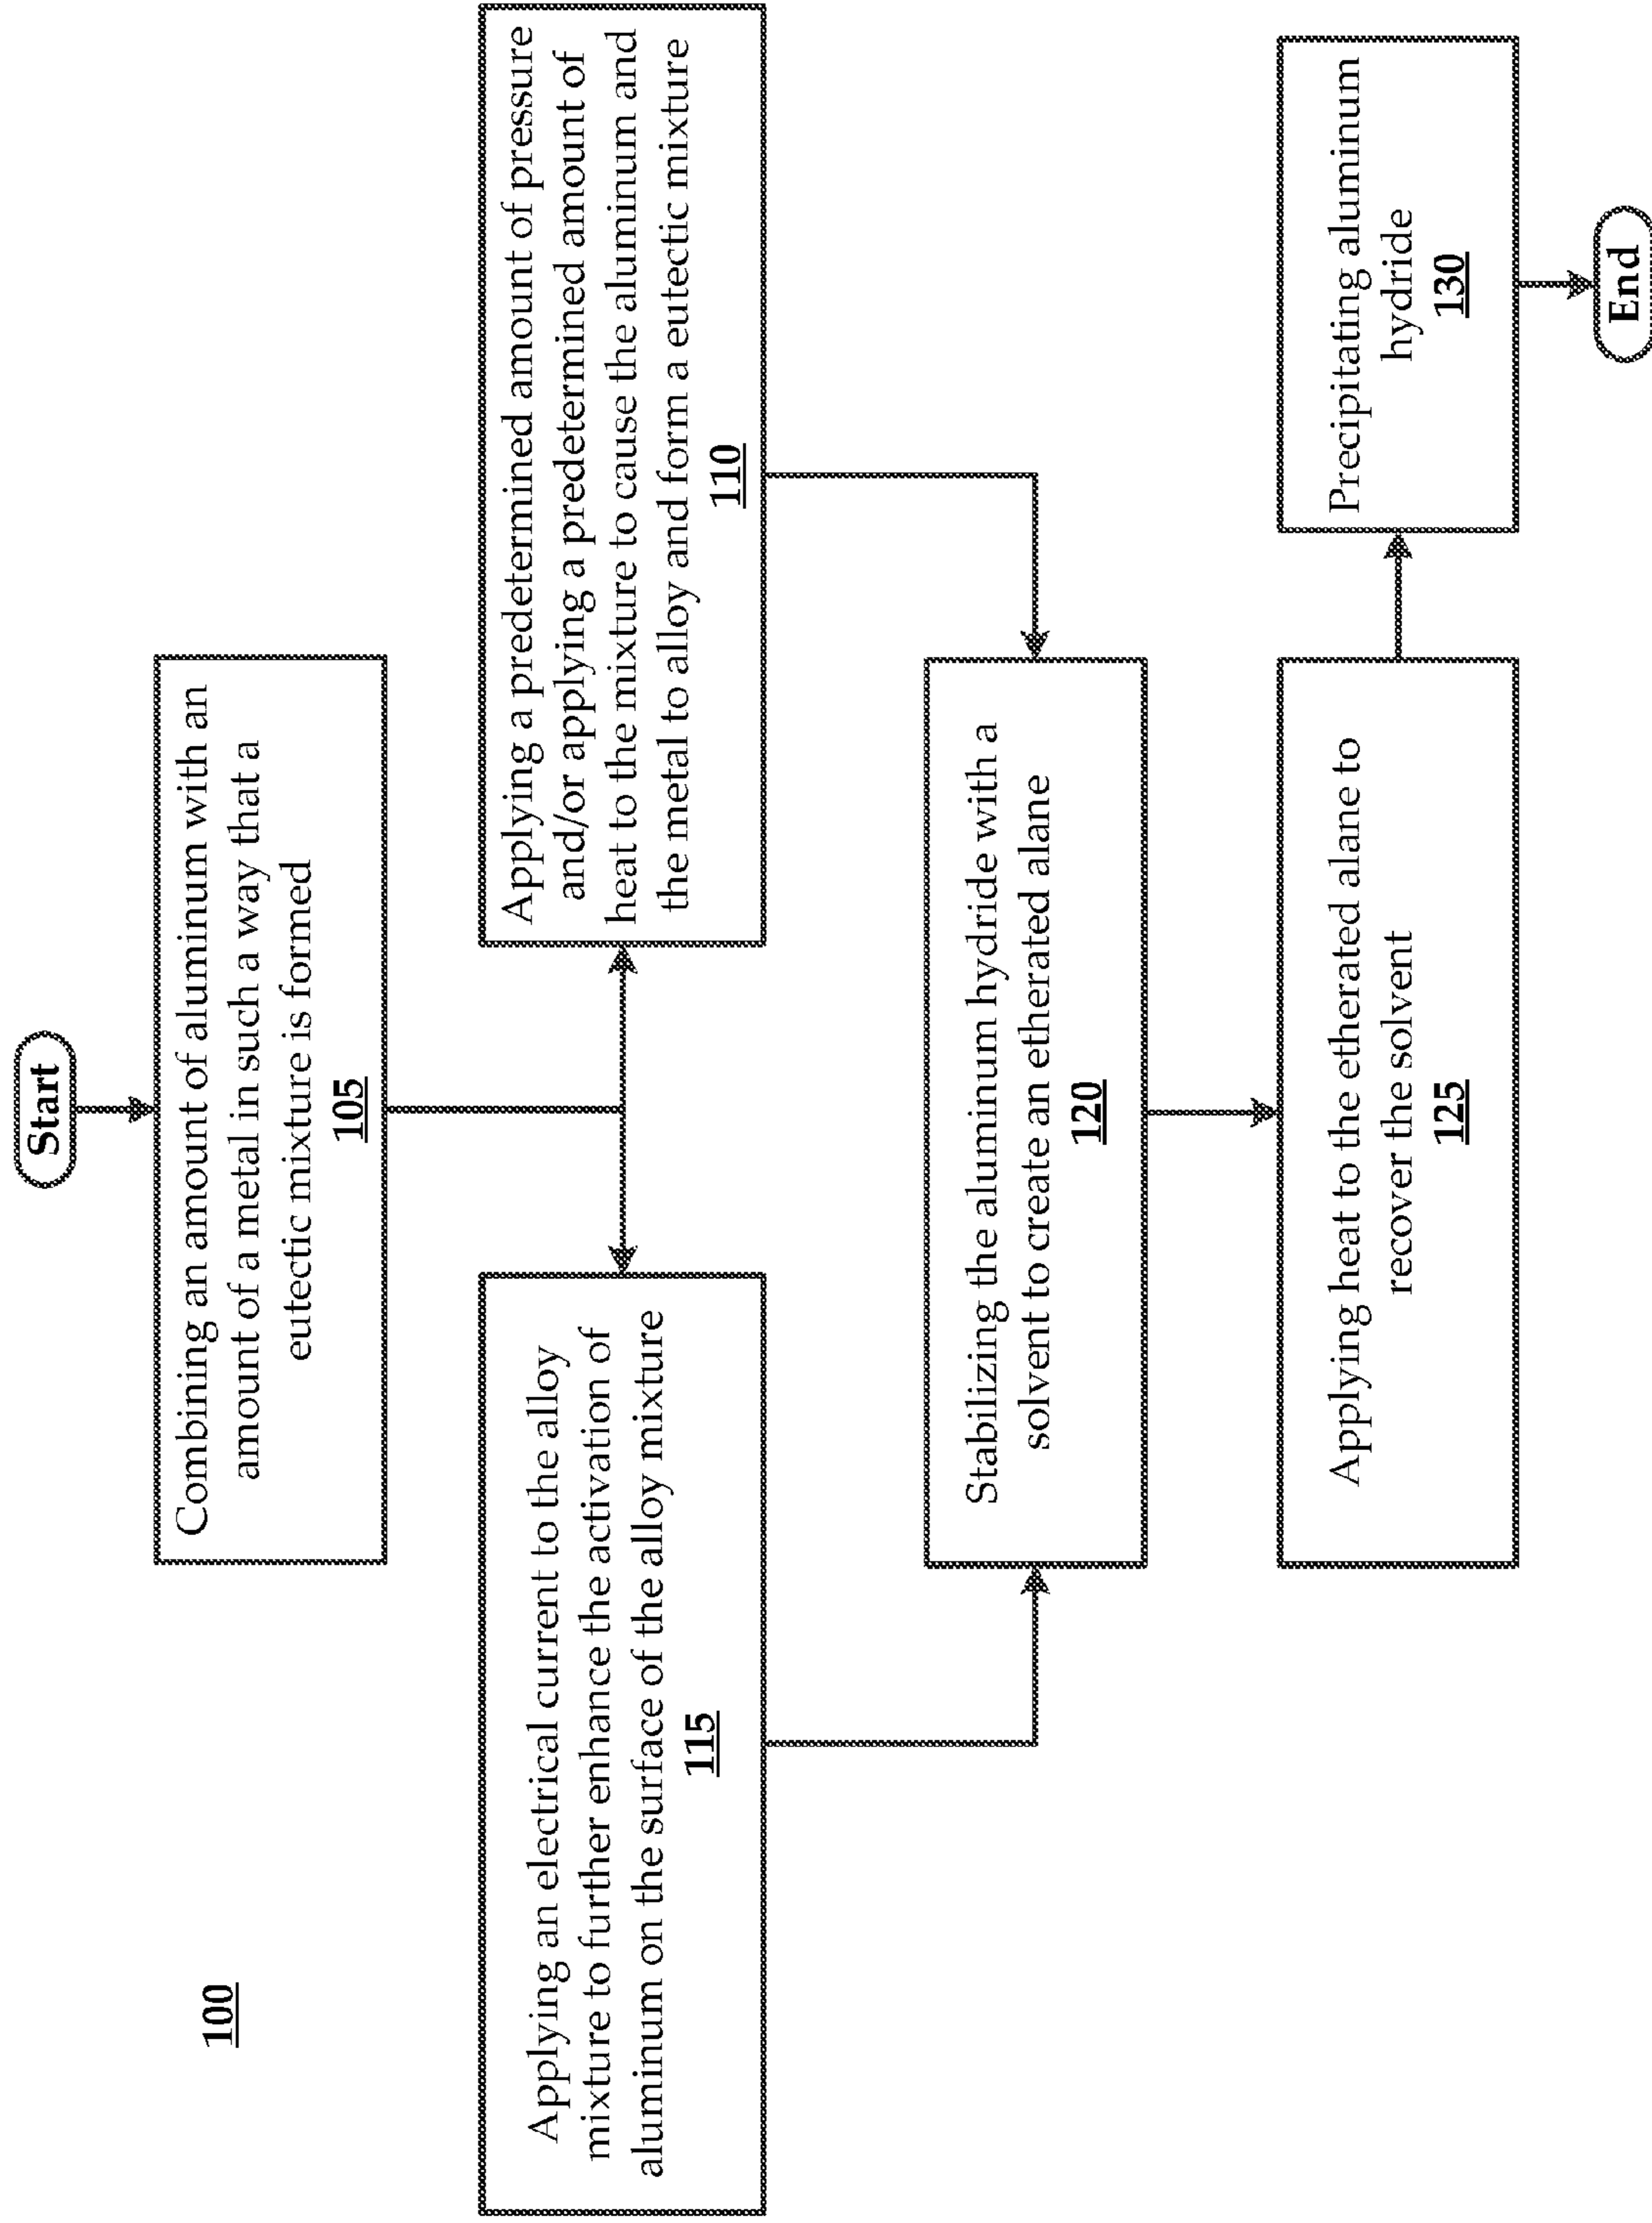 100
Start
Combining an amount of aluminum with an
amount of a metal in such a way that a
eutectic mixture is formed
105
Applying an electrical current to the alloy
mixture to further enhance the activation of
aluminum on the surface of the alloy mixture
115
Applying a predetermined amount of pressure
and/or applying a predetermined amount of
heat to the mixture to cause the aluminum and
the metal to alloy and form a eutectic mixture
110
Stabilizing the aluminum hydride with a
solvent to create an etherated alane
120
Applying heat to the etherated alane to
recover the solvent
125
Precipitating aluminum
hydride
130
End